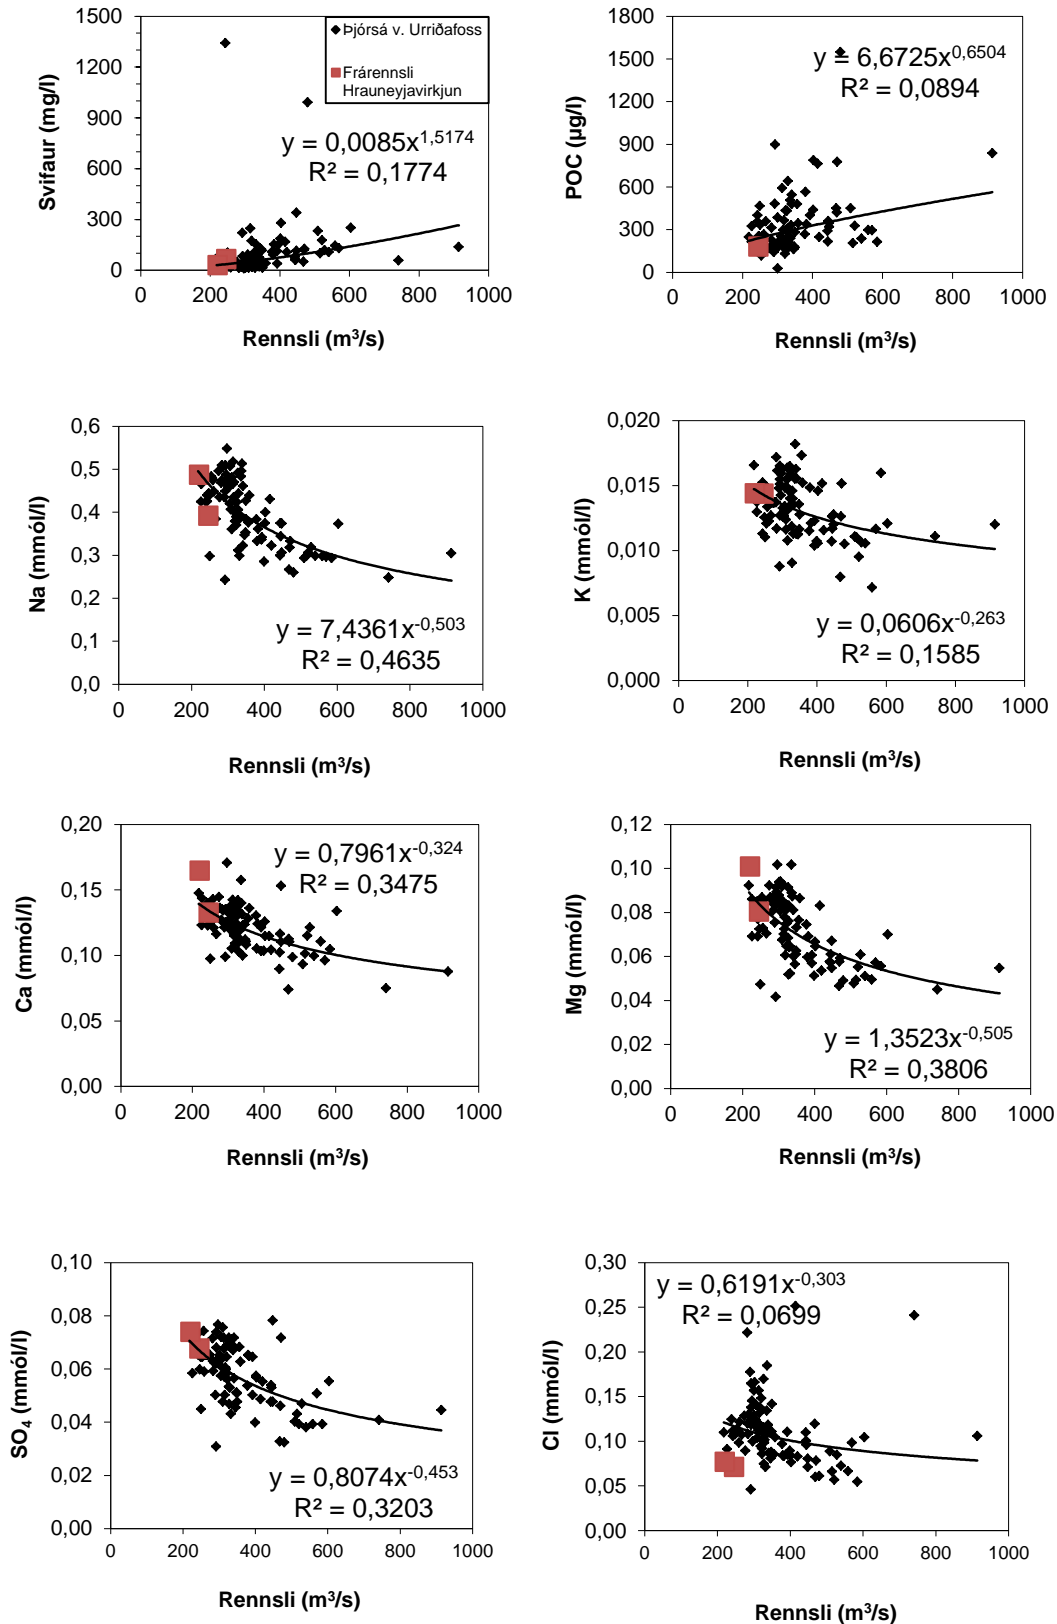 1500
1200
900
600
300
0
0
200
400
600
800
1000
Svifaur (mg/l)
Rennsli (m³/s)
Þjórsá v. Urriðafoss
Frárennsli
Hrauneyjavirkjun
y = 0,0085x^1,5174
R² = 0,1774
1800
1500
1200
900
600
300
0
0
200
400
600
800
1000
POC (µg/l)
Rennsli (m³/s)
y = 6,6725x^0,6504
R² = 0,0894
0,6
0,5
0,4
0,3
0,2
0,1
0,0
0
200
400
600
800
1000
Na (mmól/l)
Rennsli (m³/s)
y = 7,4361x^-0,503
R² = 0,4635
0,020
0,015
0,010
0,005
0,000
0
200
400
600
800
1000
K (mmól/l)
Rennsli (m³/s)
y = 0,0606x^-0,263
R² = 0,1585
0,20
0,15
0,10
0,05
0,00
0
200
400
600
800
1000
Ca (mmól/l)
Rennsli (m³/s)
y = 0,7961x^-0,324
R² = 0,3475
0,12
0,10
0,08
0,06
0,04
0,02
0,00
0
200
400
600
800
1000
Mg (mmól/l)
Rennsli (m³/s)
y = 1,3523x^-0,505
R² = 0,3806
0,10
0,08
0,06
0,04
0,02
0,00
0
200
400
600
800
1000
SO₄ (mmól/l)
Rennsli (m³/s)
y = 0,8074x^-0,453
R² = 0,3203
0,30
0,25
0,20
0,15
0,10
0,05
0,00
0
200
400
600
800
1000
Cl (mmól/l)
Rennsli (m³/s)
y = 0,6191x^-0,303
R² = 0,0699